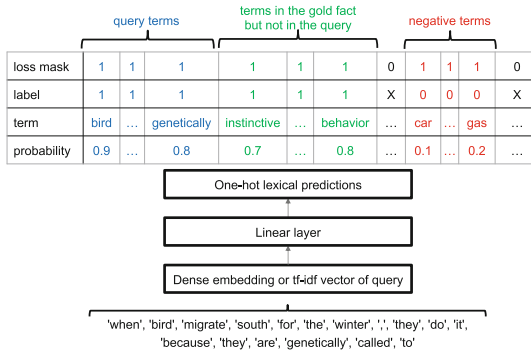 query terms
terms in the gold fact
but not in the query
negative terms
loss mask 1 1 1 1 1 1 0 1 1 1 0
label 1 1 1 1 1 1 X 0 0 0 X
term bird ... genetically instinctive ... behavior ... car ... gas ...
probability 0.9 ... 0.8 0.7 ... 0.8 ... 0.1 ... 0.2 ...
One-hot lexical predictions
Linear layer
Dense embedding or tf-idf vector of query
'when', 'bird', 'migrate', 'south', 'for', 'the', 'winter', ',', 'they', 'do', 'it',
'because', 'they', 'are', 'genetically', 'called', 'to'